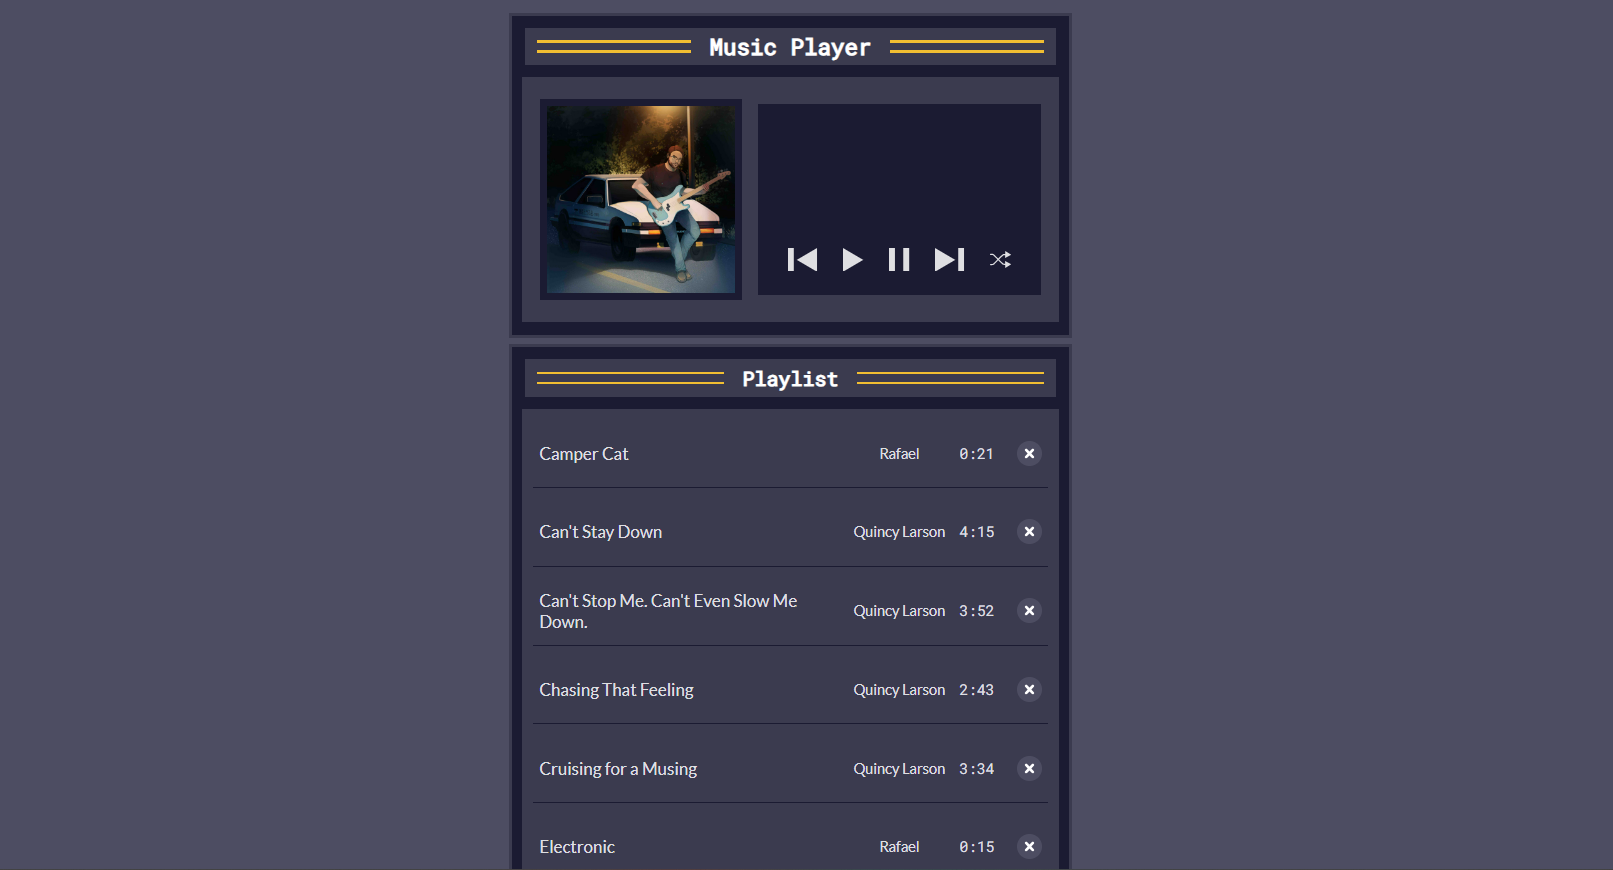 Music Player
Playlist
Camper Cat Rafael 0:21
Can't Stay Down Quincy Larson 4:15
Can't Stop Me. Can't Even Slow Me
Down. Quincy Larson 3:52
Chasing That Feeling Quincy Larson 2:43
Cruising for a Musing Quincy Larson 3:34
Electronic Rafael 0:15